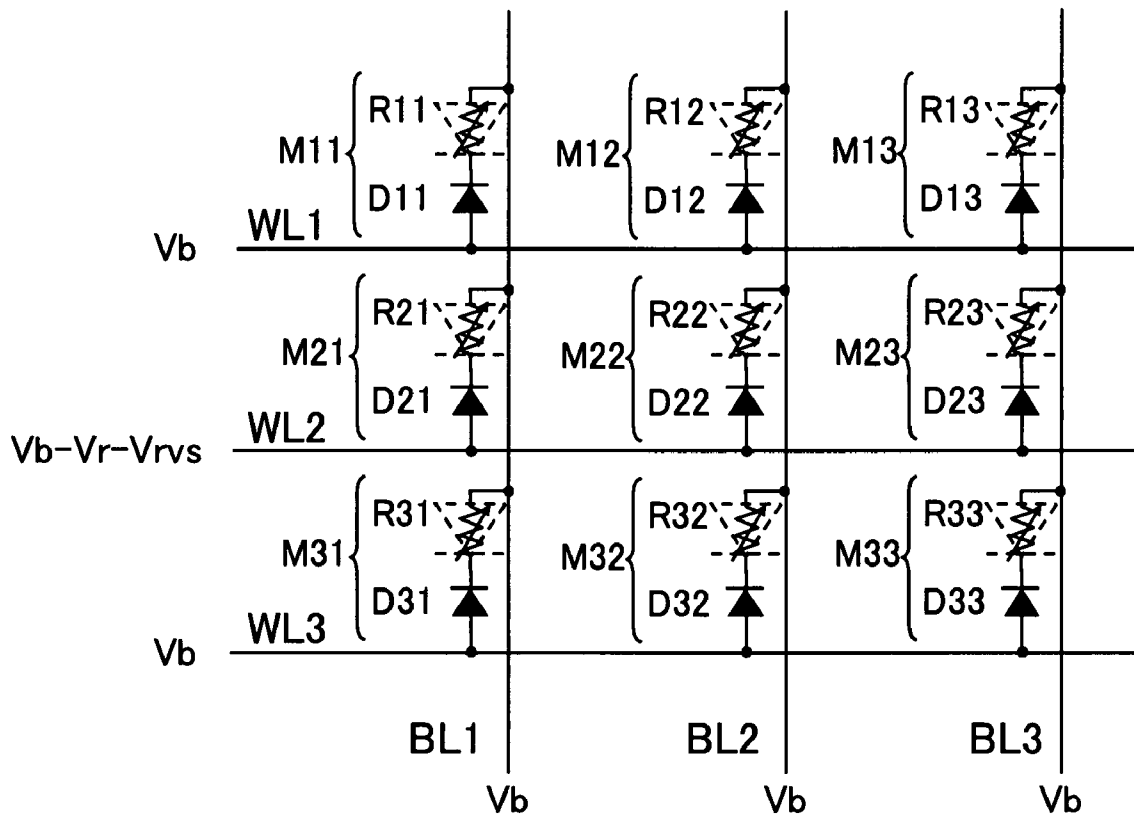 R11 R12 R13
M11 M12 M13
D11 D12 D13
WL1
Vb
R21 R22 R23
M21 M22 M23
D21 D22 D23
WL2
Vb-Vr-Vrvs
R31 R32 R33
M31 M32 M33
D31 D32 D33
WL3
Vb
BL1 BL2 BL3
Vb Vb Vb